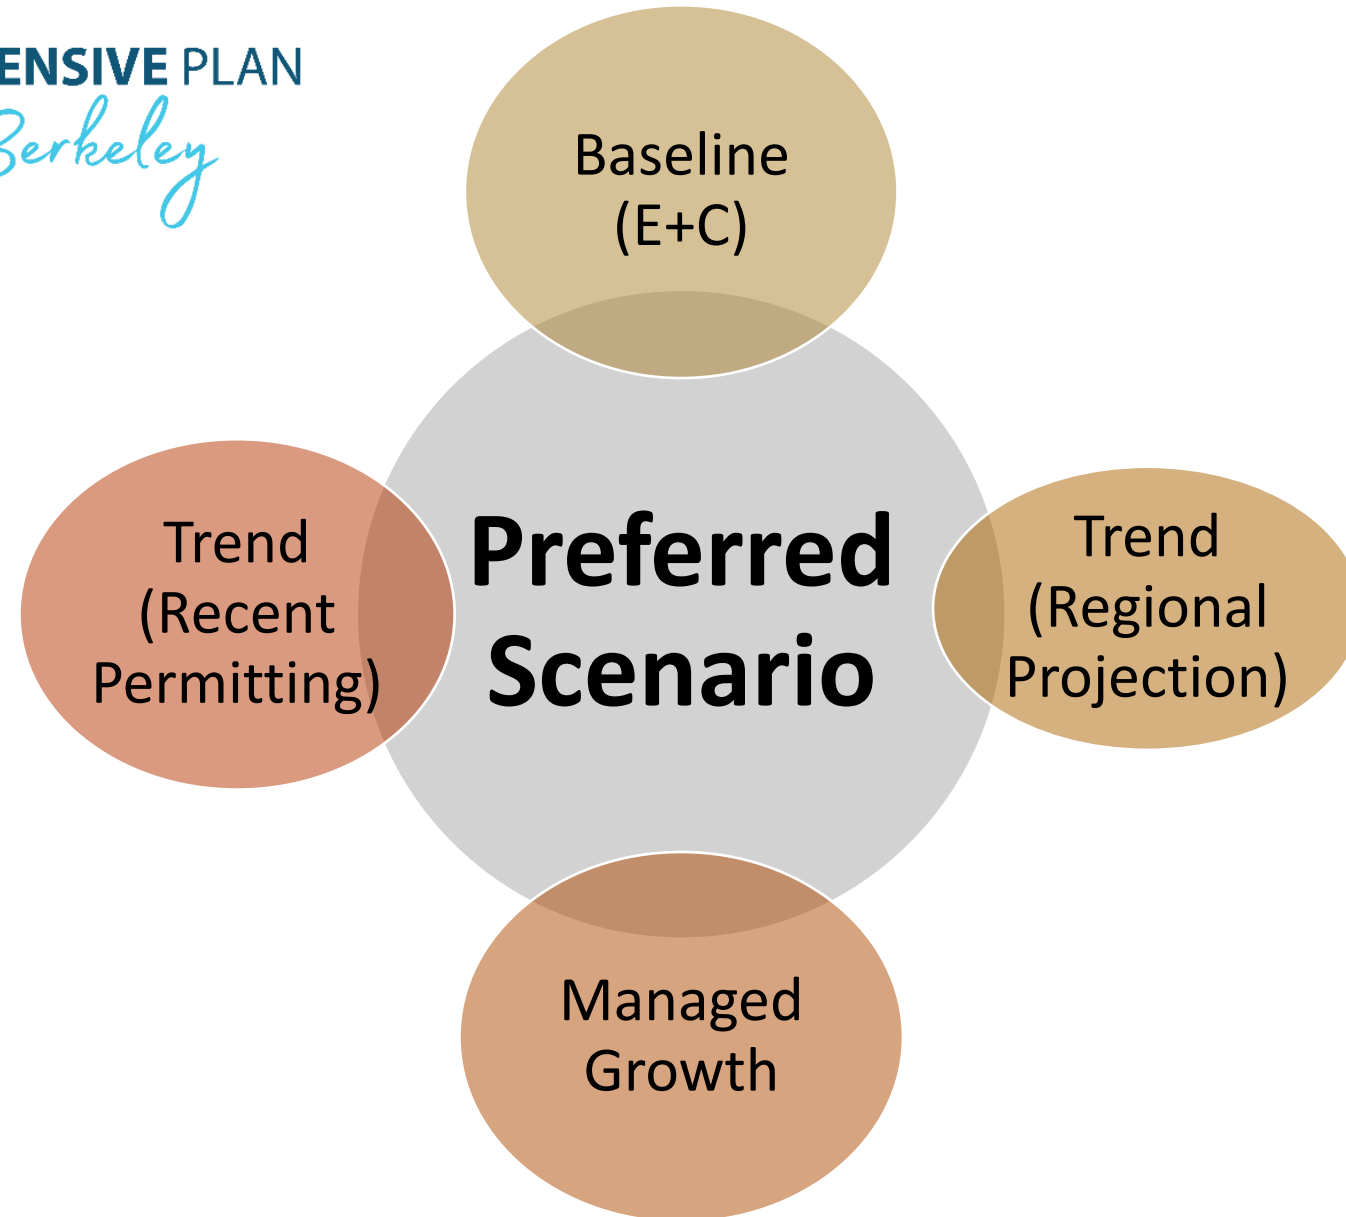 ENSIVE PLAN
Berkeley
Baseline
(E+C)
Trend
(Recent
Permitting)
Preferred
Scenario
Trend
(Regional
Projection)
Managed
Growth